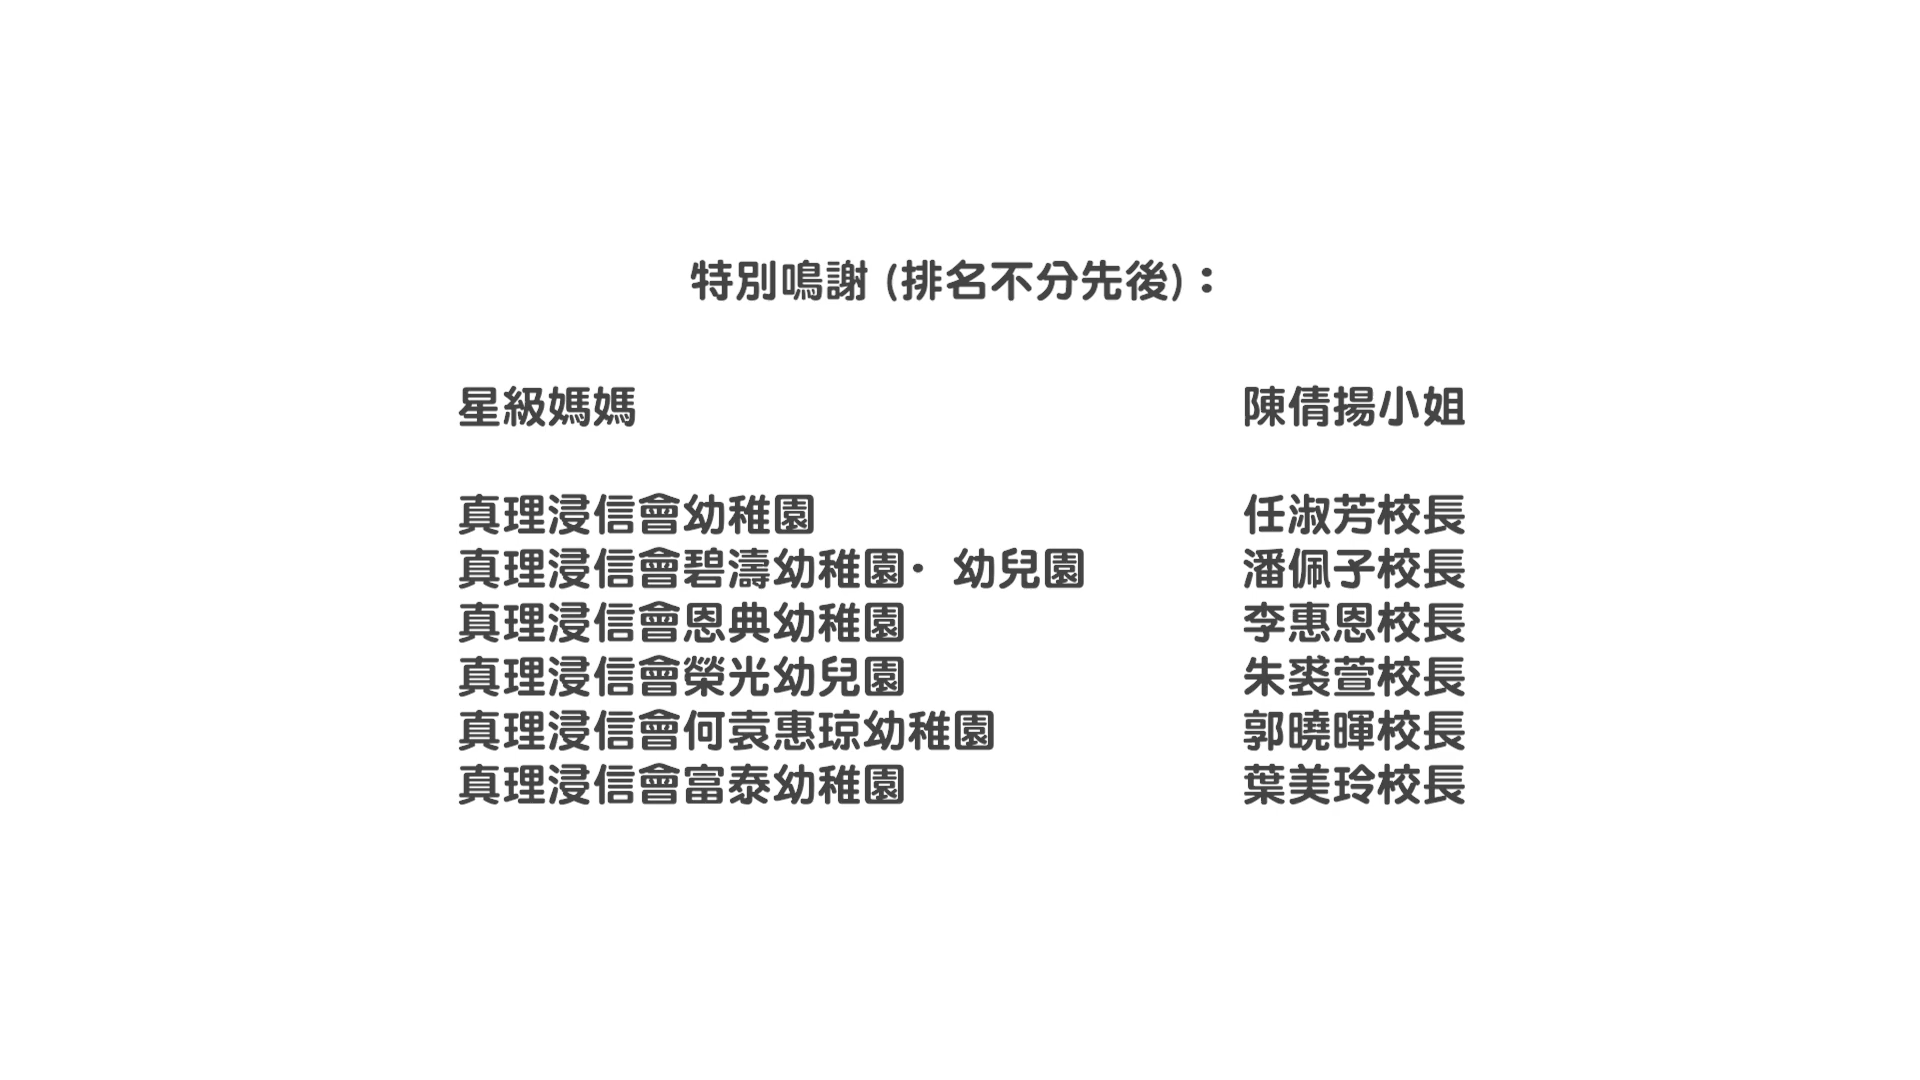 特別鳴謝 (排名不分先後)：
星級媽媽 陳倩揚小姐
真理浸信會幼稚園 任淑芳校長
真理浸信會碧濤幼稚園· 幼兒園 潘佩子校長
真理浸信會恩典幼稚園 李惠恩校長
真理浸信會榮光幼兒園 朱裘萱校長
真理浸信會何袁惠琼幼稚園 郭曉暉校長
真理浸信會富泰幼稚園 葉美玲校長